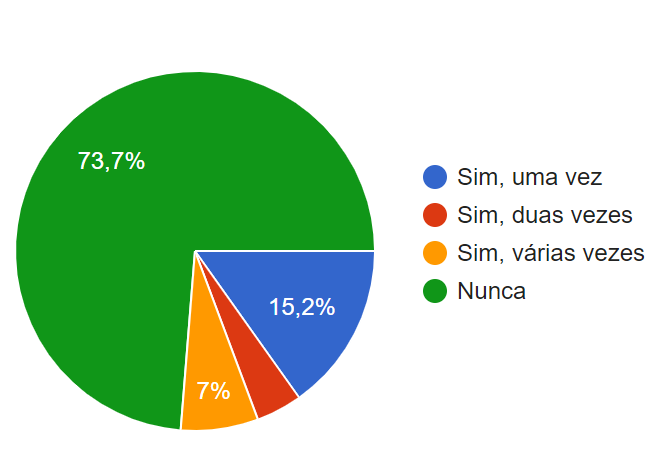 73,7%
15,2%
7%
Sim, uma vez
Sim, duas vezes
Sim, várias vezes
Nunca